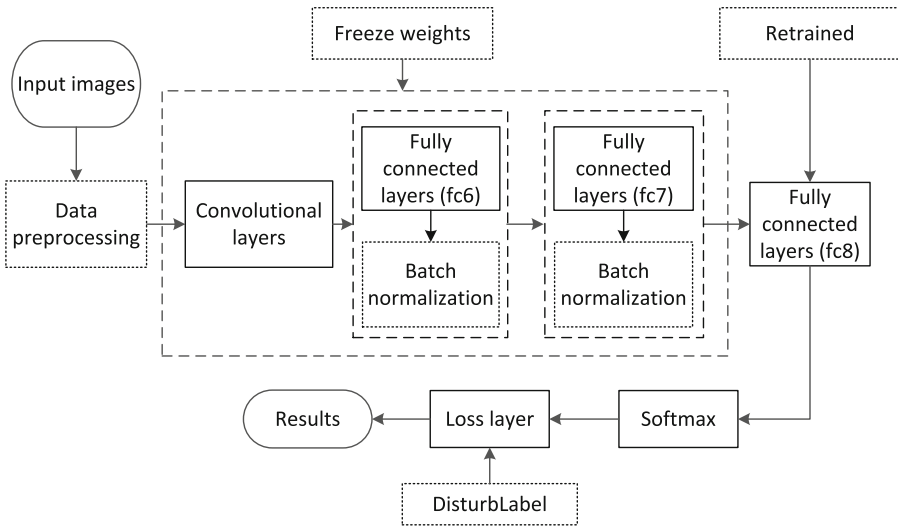 Freeze weights
Retrained
Input images
Data
preprocessing
Convolutional
layers
Fully
connected
layers (fc6)
Batch
normalization
Fully
connected
layers (fc7)
Batch
normalization
Fully
connected
layers (fc8)
Results
Loss layer
Softmax
DisturbLabel